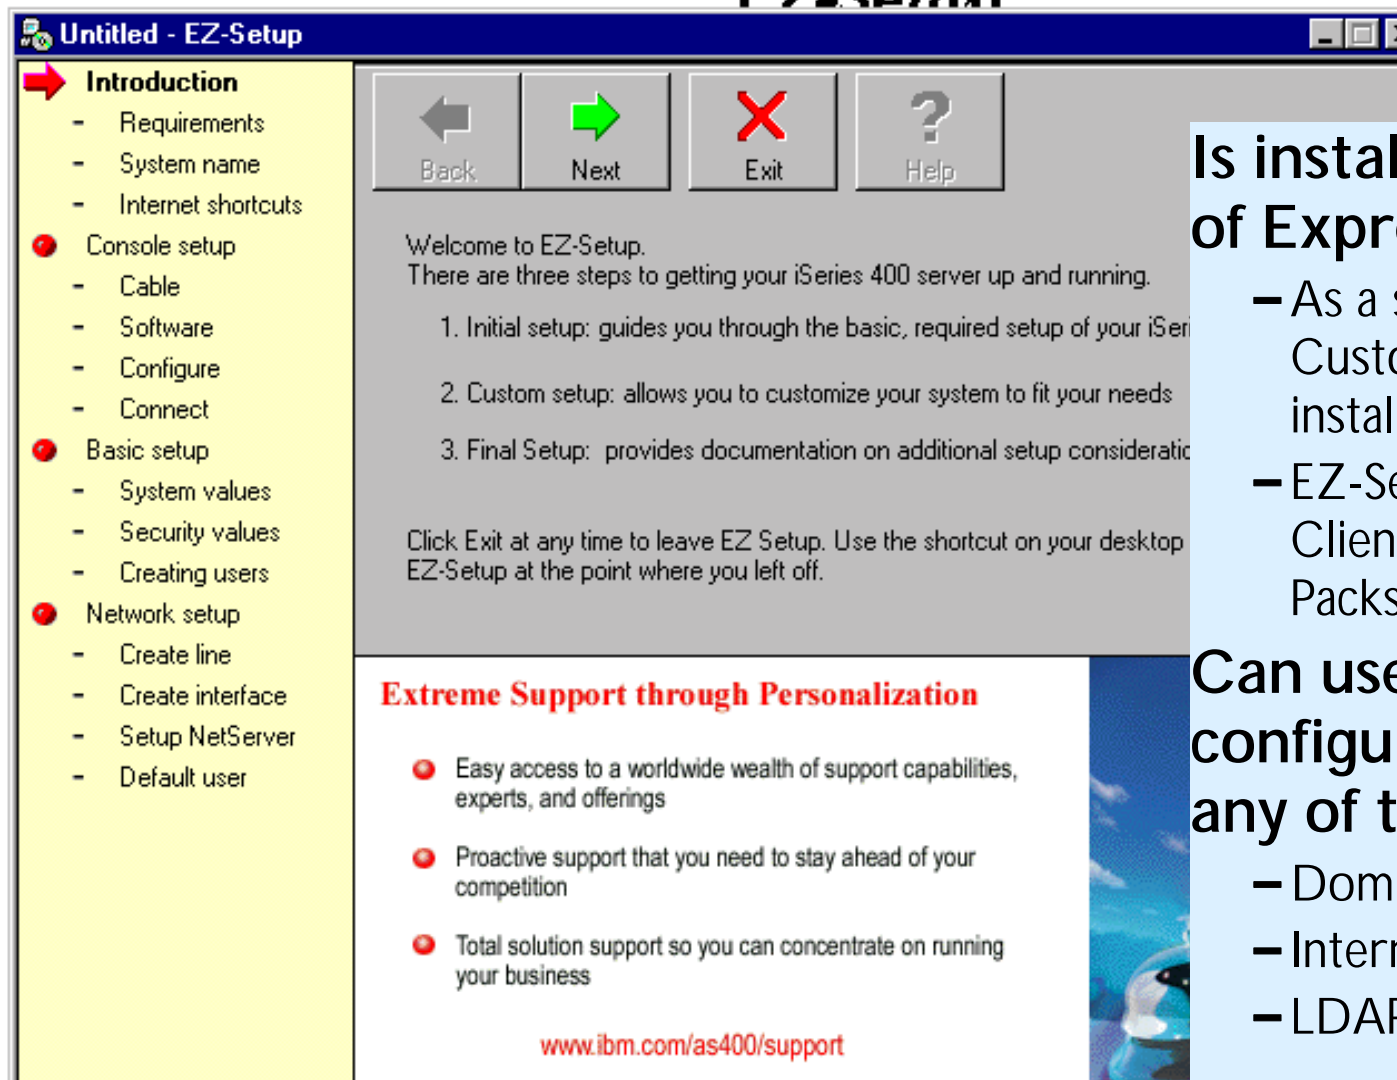 Untitled - EZ-Setup
Introduction
- Requirements
- System name
- Internet shortcuts
Console setup
- Cable
- Software
- Configure
- Connect
Basic setup
- System values
- Security values
- Creating users
Network setup
- Create line
- Create interface
- Setup NetServer
- Default user
Back
Next
Exit
Help
Welcome to EZ-Setup.
There are three steps to getting your iSeries 400 server up and running.
1. Initial setup: guides you through the basic, required setup of your
2. Custom setup: allows you to customize your system to fit your needs
3. Final Setup: provides documentation on additional setup
Click Exit at any time to leave EZ Setup. Use the shortcut on your desktop
EZ-Setup at the point where you left off.
Extreme Support through Personalization
Easy access to a worldwide wealth of support capabilities,
experts, and offerings
Proactive support that you need to stay ahead of your
competition
Total solution support so you can concentrate on running
your business
www.ibm.com/as400/support
Is
of
– As a
any of